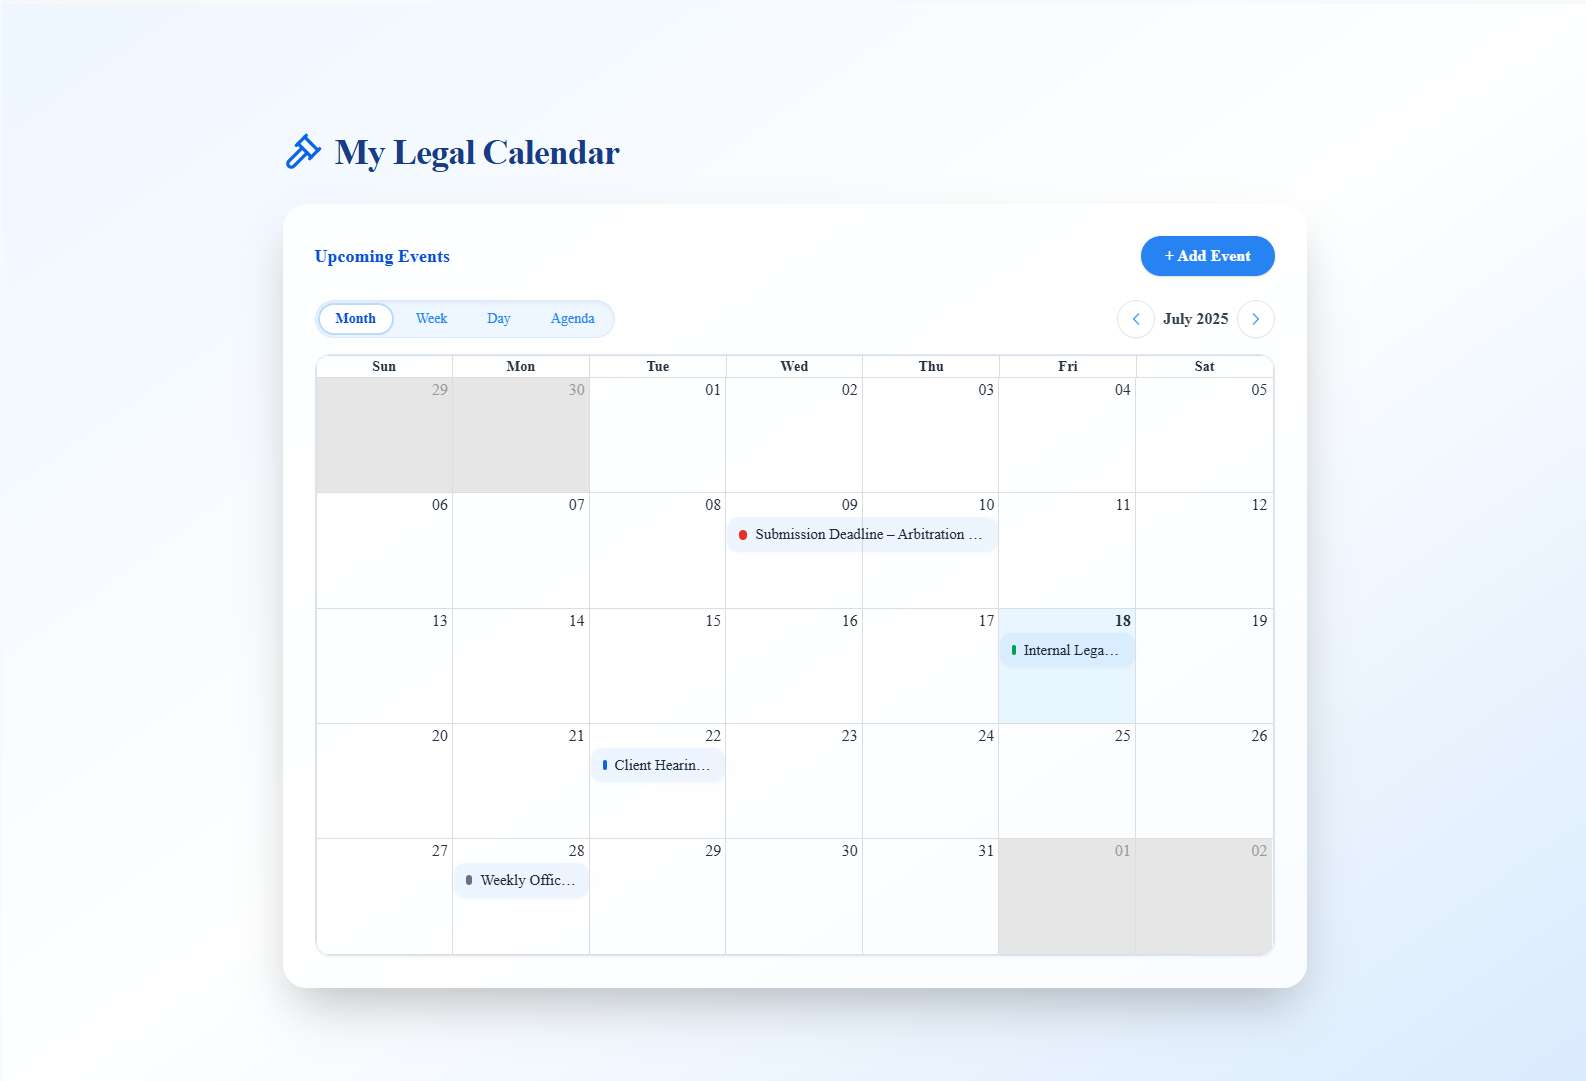 My Legal Calendar
Upcoming Events
+ Add Event
Month Week Day Agenda
July 2025
Sun Mon Tue Wed Thu Fri Sat
29 30 01 02 03 04 05
06 07 08 09 10 11 12
Submission Deadline – Arbitration …
13 14 15 16 17 18 19
Internal Lega…
20 21 22 23 24 25 26
Client Hearin…
27 28 29 30 31 01 02
Weekly Offic…